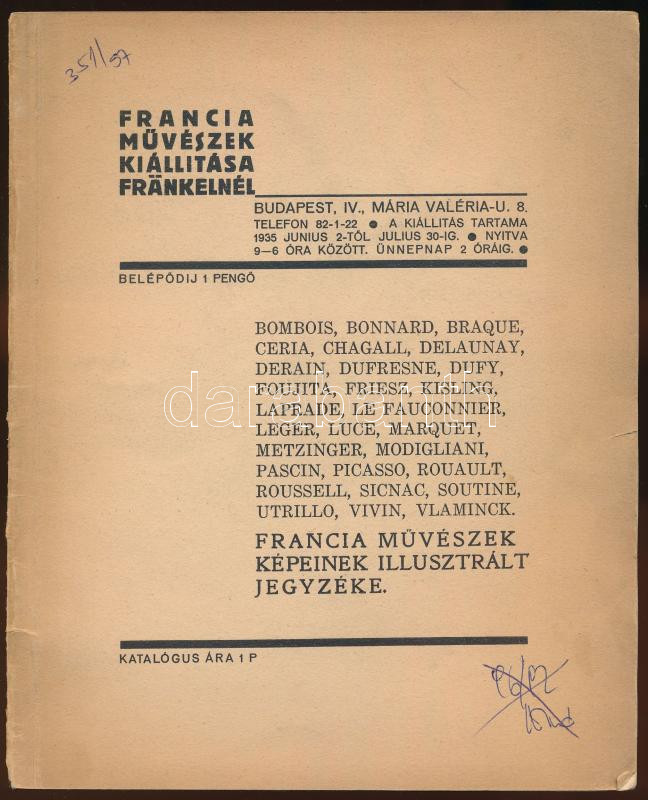 351/97
FRANCIA
MŰVÉSZEK
KIÁLLITÁSA
FRÄNKELNÉL
BUDAPEST, IV., MÁRIA VALÉRIA-U. 8.
TELEFON 82-1-22 ● A KIÁLLITÁS TARTAMA
1935 JUNIUS 2-TÓL JULIUS 30-IG. ● NYITVA
9—6 ÓRA KÖZÖTT. ÜNNEPNAP 2 ÓRÁIG. ●
BELÉPŐDIJ 1 PENGŐ
BOMBOIS, BONNARD, BRAQUE,
CERIA, CHAGALL, DELAUNAY,
DERAIN, DUFRESNE, DUFY,
FOUJITA, FRIESZ, KISLING,
LAPRADE, LE FAUCONNIER,
LEGER, LUCE, MARQUET,
METZINGER, MODIGLIANI,
PASCIN, PICASSO, ROUAULT,
ROUSSELL, SICNAC, SOUTINE,
UTRILLO, VIVIN, VLAMINCK.
FRANCIA MŰVÉSZEK
KÉPEINEK ILLUSZTRÁLT
JEGYZÉKE.
KATALÓGUS ÁRA 1 P
darabanth